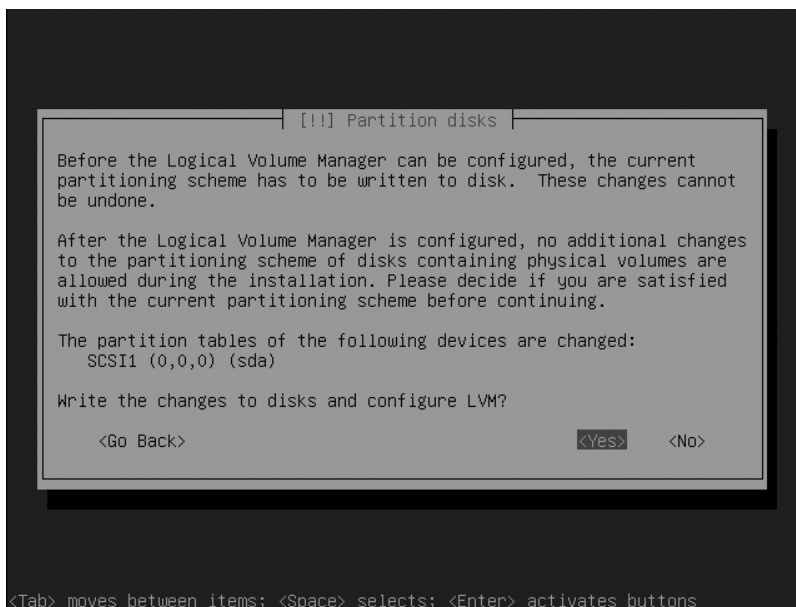 [!!] Partition disks
Before the Logical Volume Manager can be configured, the current
partitioning scheme has to be written to disk.  These changes cannot
be undone.
After the Logical Volume Manager is configured, no additional changes
to the partitioning scheme of disks containing physical volumes are
allowed during the installation. Please decide if you are satisfied
with the current partitioning scheme before continuing.
The partition tables of the following devices are changed:
SCSI1 (0,0,0) (sda)
Write the changes to disks and configure LVM?
<Go Back> <Yes> <No>
<Tab> moves between items; <Space> selects; <Enter> activates buttons